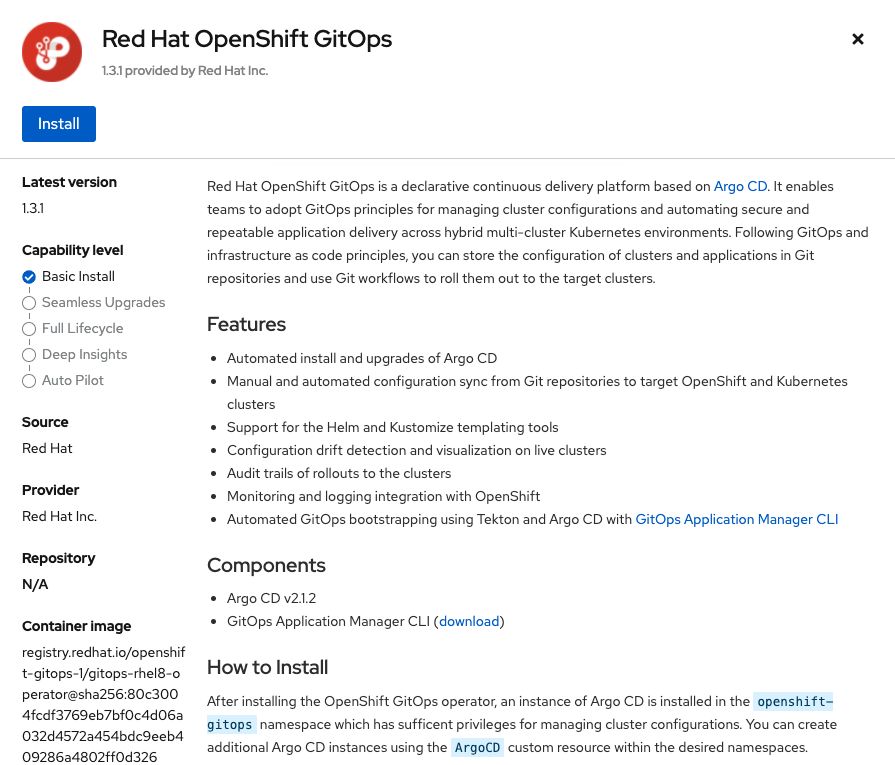 Red Hat OpenShift GitOps
1.3.1 provided by Red Hat Inc.
Install
Latest version
1.3.1
Capability level
Basic Install
Seamless Upgrades
Full Lifecycle
Deep Insights
Auto Pilot
Source
Red Hat
Provider
Red Hat Inc.
Repository
N/A
Container image
registry.redhat.io/openshif
t-gitops-1/gitops-rhel8-o
perator@sha256:80c300
4fcdf3769eb7bf0c4d06a
032d4572a454bdc9eeb4
09286a4802ff0d326
Red Hat OpenShift GitOps is a declarative continuous delivery platform based on Argo CD. It enables
teams to adopt GitOps principles for managing cluster configurations and automating secure and
repeatable application delivery across hybrid multi-cluster Kubernetes environments. Following GitOps and
infrastructure as code principles, you can store the configuration of clusters and applications in Git
repositories and use Git workflows to roll them out to the target clusters.
Features
• Automated install and upgrades of Argo CD
• Manual and automated configuration sync from Git repositories to target OpenShift and Kubernetes
clusters
• Support for the Helm and Kustomize templating tools
• Configuration drift detection and visualization on live clusters
• Audit trails of rollouts to the clusters
• Monitoring and logging integration with OpenShift
• Automated GitOps bootstrapping using Tekton and Argo CD with GitOps Application Manager CLI
Components
• Argo CD v2.1.2
• GitOps Application Manager CLI (download)
How to Install
After installing the OpenShift GitOps operator, an instance of Argo CD is installed in the openshift-
gitops namespace which has sufficent privileges for managing cluster configurations. You can create
additional Argo CD instances using the ArgoCD custom resource within the desired namespaces.